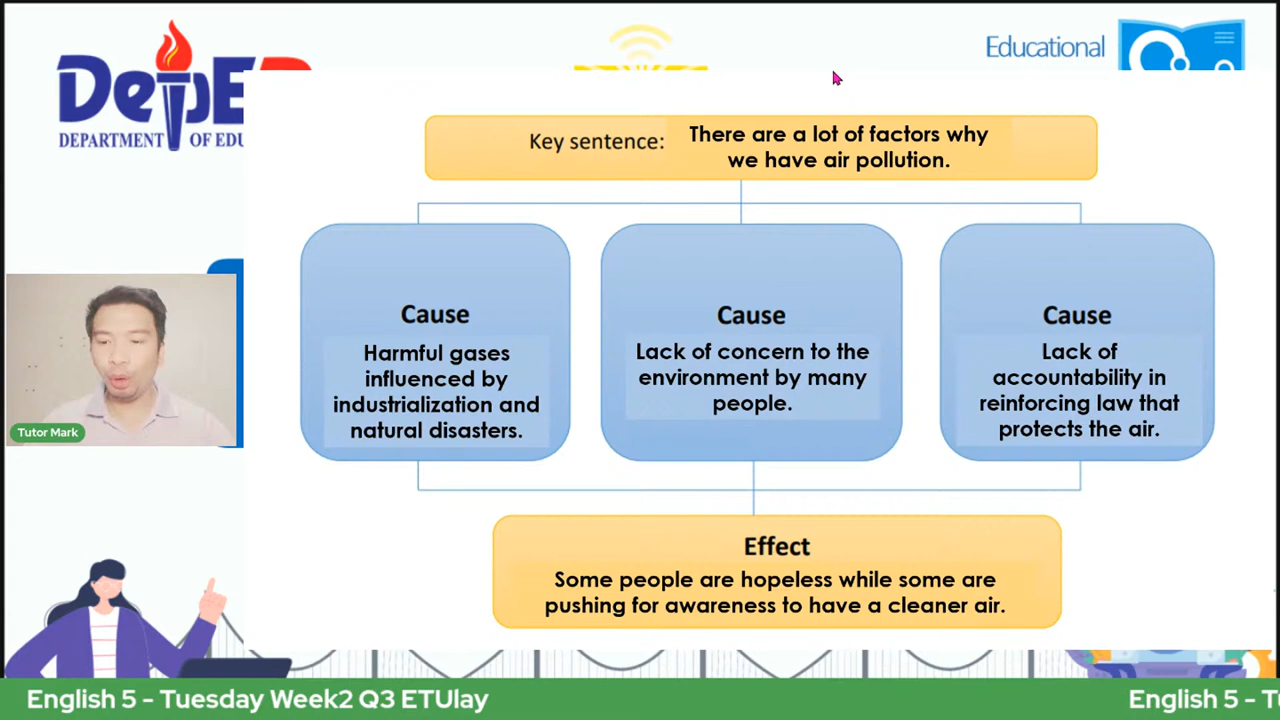 DepE
DEPARTMENT OF EDU
Educational
Key sentence: There are a lot of factors why
we have air pollution.
Cause
Harmful gases
influenced by
industrialization and
natural disasters.
Cause
Lack of concern to the
environment by many
people.
Cause
Lack of
accountability in
reinforcing law that
protects the air.
Tutor Mark
Effect
Some people are hopeless while some are
pushing for awareness to have a cleaner air.
English 5 - Tuesday Week2 Q3 ETUlay
English 5 - T